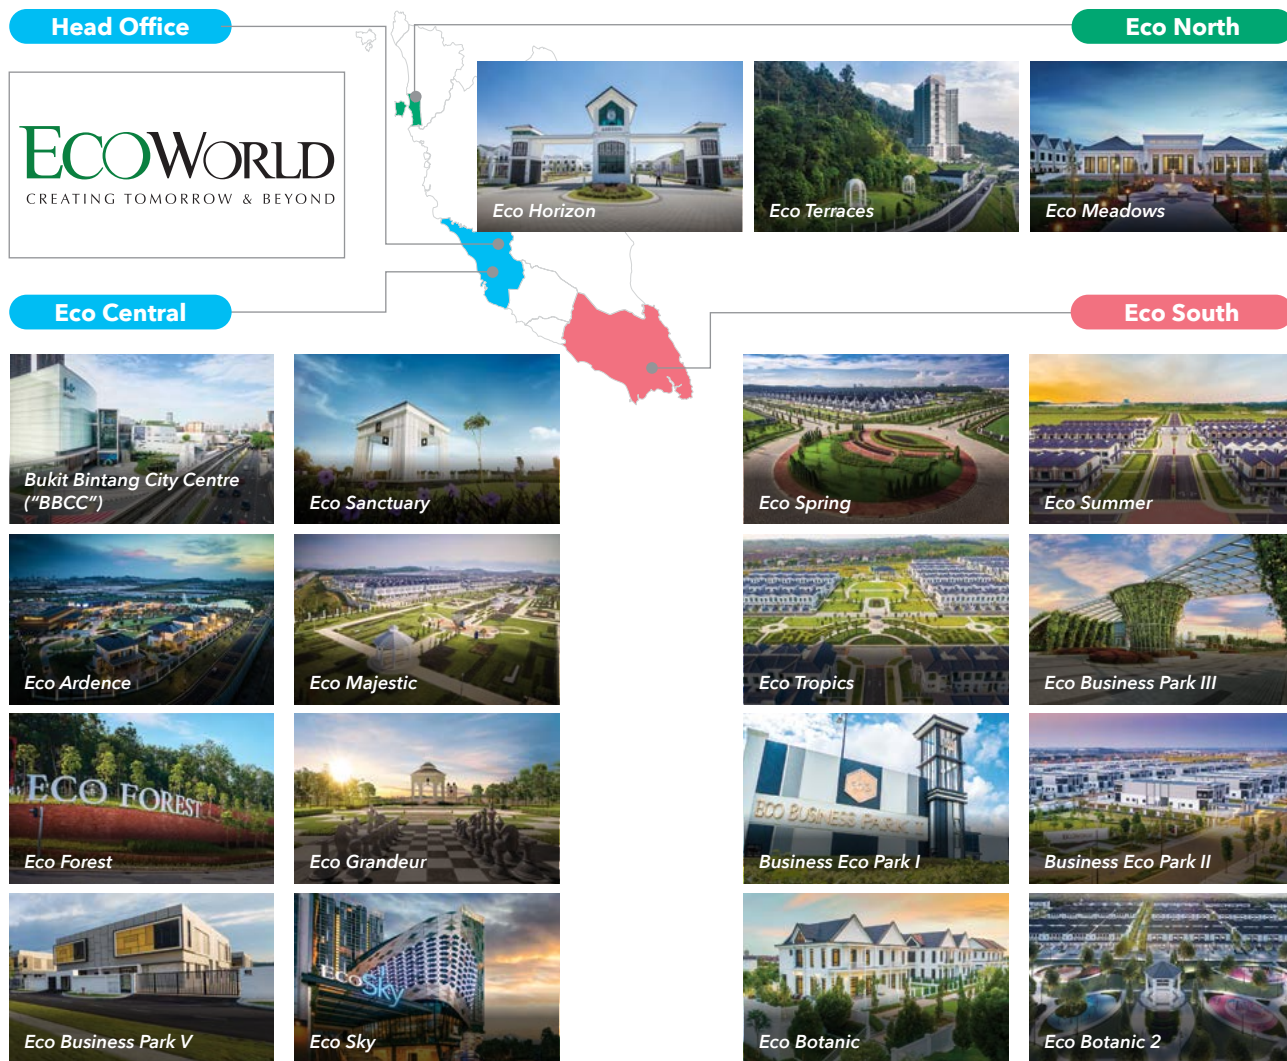 Head Office
Eco North
ECOWORLD
CREATING TOMORROW & BEYOND
Eco Horizon
Eco Terraces
Eco Meadows
Eco Central
Eco South
Bukit Bintang City Centre
(“BBCC”)
Eco Sanctuary
Eco Spring
Eco Summer
Eco Ardence
Eco Majestic
Eco Tropics
Eco Business Park III
ECO FOREST
Eco Forest
Eco Grandeur
ECO BUSINESS PARK I
Business Eco Park I
Business Eco Park II
Eco Business Park V
ECO
Sky
Eco Sky
Eco Botanic
Eco Botanic 2